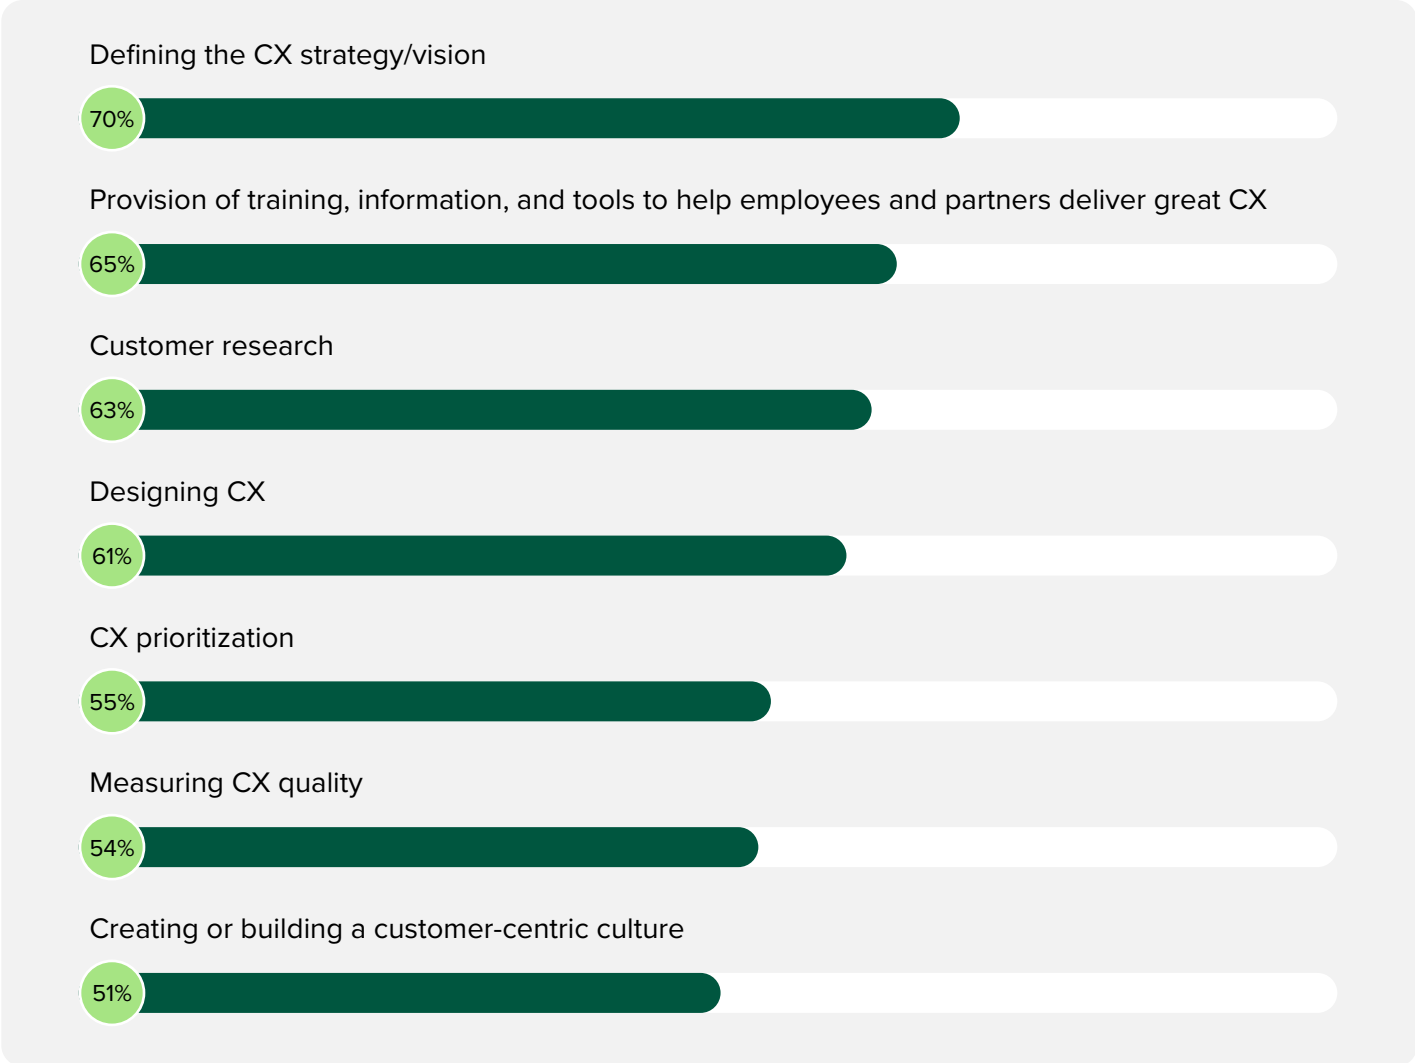 Defining the CX strategy/vision
70%
Provision of training, information, and tools to help employees and partners deliver great CX
65%
Customer research
63%
Designing CX
61%
CX prioritization
55%
Measuring CX quality
54%
Creating or building a customer-centric culture
51%